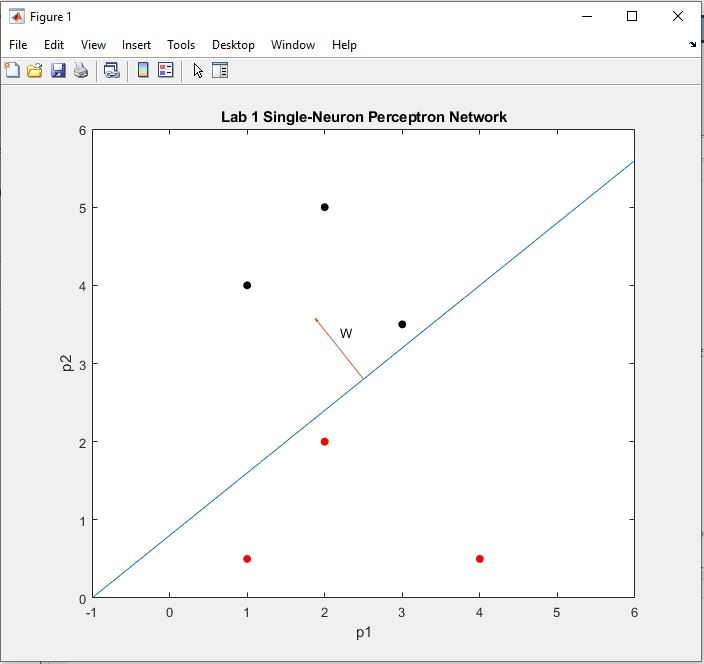 Figure 1
File Edit View Insert Tools Desktop Window Help
Lab 1 Single-Neuron Perceptron Network
6
5
4
3
2
1
0
p2
W
-1 0 1 2 3 4 5 6
p1